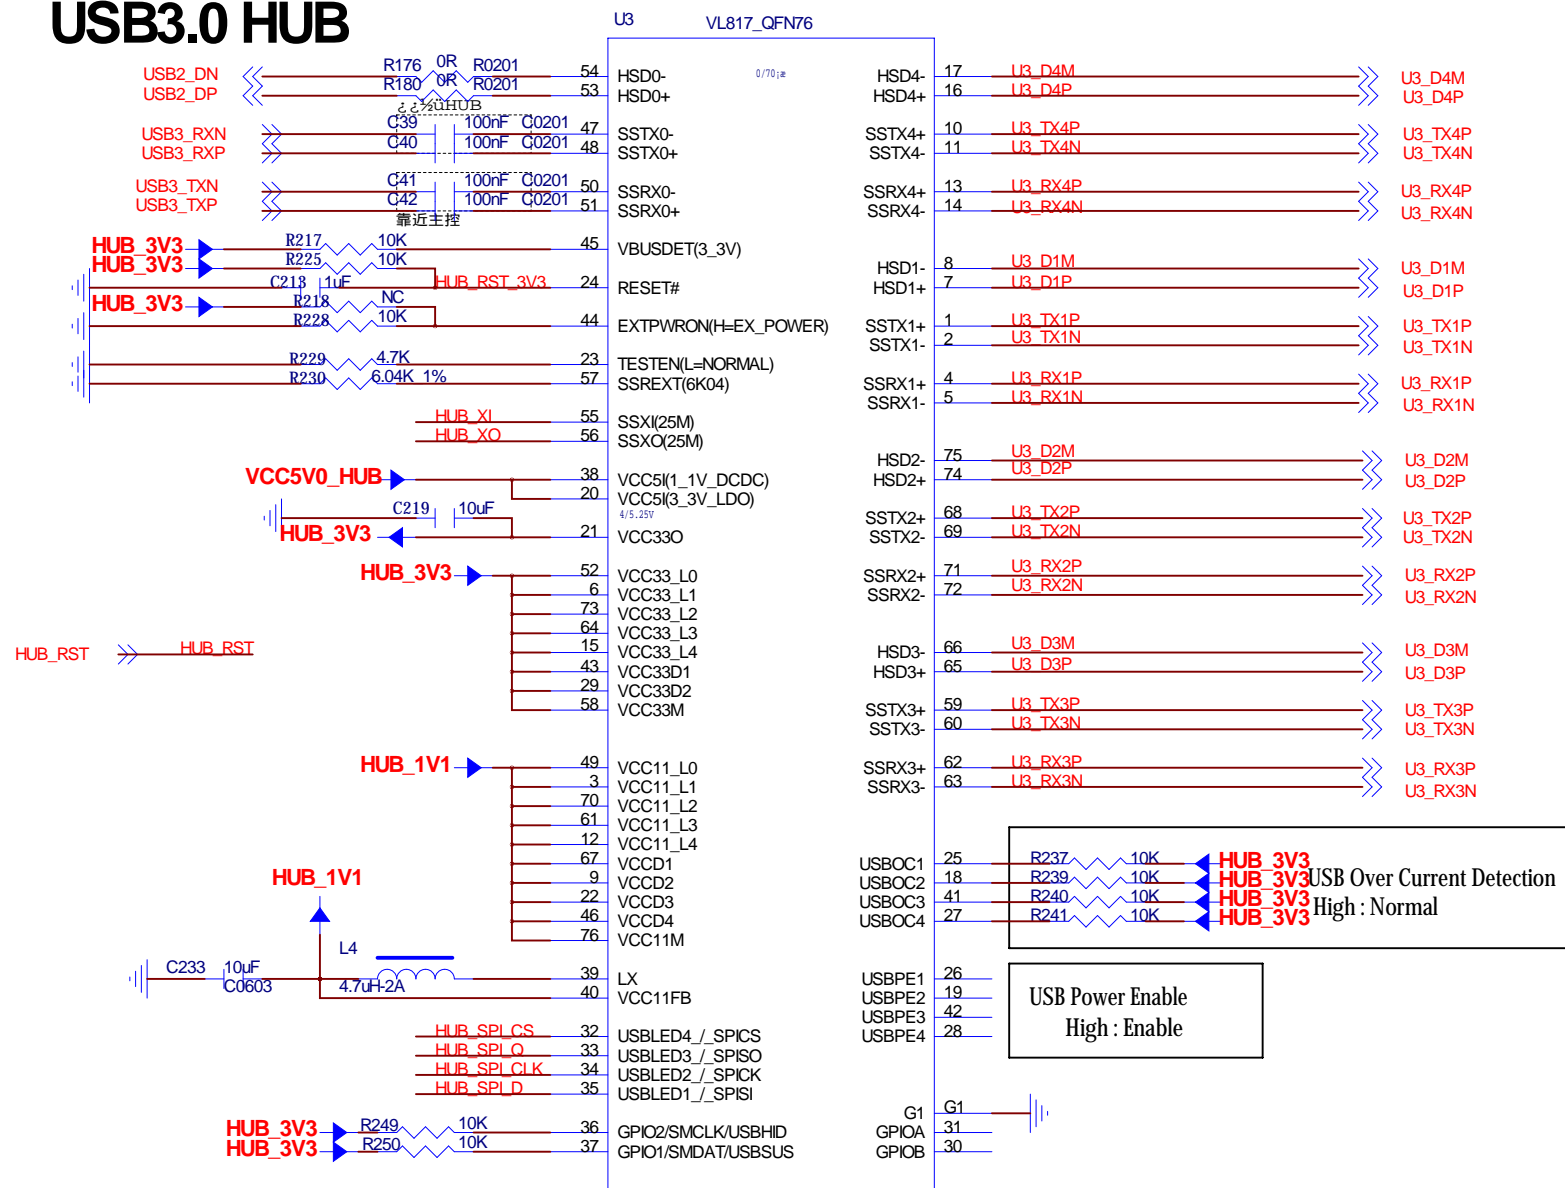 USB3.0 HUB
U3
VL817_QFN76
0/70¡æ
USB2_DN
R176 0R R0201
54 HSD0-
USB2_DP
R180 0R R0201
53 HSD0+
¿¿½üHUB
USB3_RXN
C39 100nF C0201
47 SSTX0-
USB3_RXP
C40 100nF C0201
48 SSTX0+
USB3_TXN
C41 100nF C0201
50 SSRX0-
USB3_TXP
C42 100nF C0201
51 SSRX0+
靠近主控
HUB_3V3 R217 10K
45 VBUSDET(3_3V)
HUB_3V3 R225 10K
C213 1uF HUB_RST_3V3
24 RESET#
HUB_3V3 R218 NC
R228 10K
44 EXTPWRON(H=EX_POWER)
R229 4.7K
23 TESTEN(L=NORMAL)
R230 6.04K 1%
57 SSREXT(6K04)
HUB_XI 55 SSXI(25M)
HUB_XO 56 SSXO(25M)
VCC5V0_HUB 38 VCC5I(1_1V_DCDC)
20 VCC5I(3_3V_LDO)
4/5.25V
C219 10uF
HUB_3V3 21 VCC33O
HUB_3V3 52 VCC33_L0
6 VCC33_L1
73 VCC33_L2
64 VCC33_L3
15 VCC33_L4
43 VCC33D1
29 VCC33D2
58 VCC33M
HUB_RST HUB_RST
HUB_1V1 49 VCC11_L0
3 VCC11_L1
70 VCC11_L2
61 VCC11_L3
12 VCC11_L4
67 VCCD1
9 VCCD2
22 VCCD3
46 VCCD4
76 VCC11M
HUB_1V1
L4
C233 10uF C0603 4.7uH-2A
39 LX
40 VCC11FB
HUB_SPI_CS 32 USBLED4_/_SPICS
HUB_SPI_Q 33 USBLED3_/_SPISO
HUB_SPI_CLK 34 USBLED2_/_SPICK
HUB_SPI_D 35 USBLED1_/_SPISI
HUB_3V3 R249 10K 36 GPIO2/SMCLK/USBHID
HUB_3V3 R250 10K 37 GPIO1/SMDAT/USBSUS
HSD4- 17 U3_D4M U3_D4M
HSD4+ 16 U3_D4P U3_D4P
SSTX4+ 10 U3_TX4P U3_TX4P
SSTX4- 11 U3_TX4N U3_TX4N
SSRX4+ 13 U3_RX4P U3_RX4P
SSRX4- 14 U3_RX4N U3_RX4N
HSD1- 8 U3_D1M U3_D1M
HSD1+ 7 U3_D1P U3_D1P
SSTX1+ 1 U3_TX1P U3_TX1P
SSTX1- 2 U3_TX1N U3_TX1N
SSRX1+ 4 U3_RX1P U3_RX1P
SSRX1- 5 U3_RX1N U3_RX1N
HSD2- 75 U3_D2M U3_D2M
HSD2+ 74 U3_D2P U3_D2P
SSTX2+ 68 U3_TX2P U3_TX2P
SSTX2- 69 U3_TX2N U3_TX2N
SSRX2+ 71 U3_RX2P U3_RX2P
SSRX2- 72 U3_RX2N U3_RX2N
HSD3- 66 U3_D3M U3_D3M
HSD3+ 65 U3_D3P U3_D3P
SSTX3+ 59 U3_TX3P U3_TX3P
SSTX3- 60 U3_TX3N U3_TX3N
SSRX3+ 62 U3_RX3P U3_RX3P
SSRX3- 63 U3_RX3N U3_RX3N
USBOC1 25 R237 10K HUB_3V3
USBOC2 18 R239 10K HUB_3V3
USBOC3 41 R240 10K HUB_3V3
USBOC4 27 R241 10K HUB_3V3
USB Over Current Detection
High : Normal
USBPE1 26
USBPE2 19
USBPE3 42
USBPE4 28
USB Power Enable
High : Enable
G1 G1
GPIOA 31
GPIOB 30